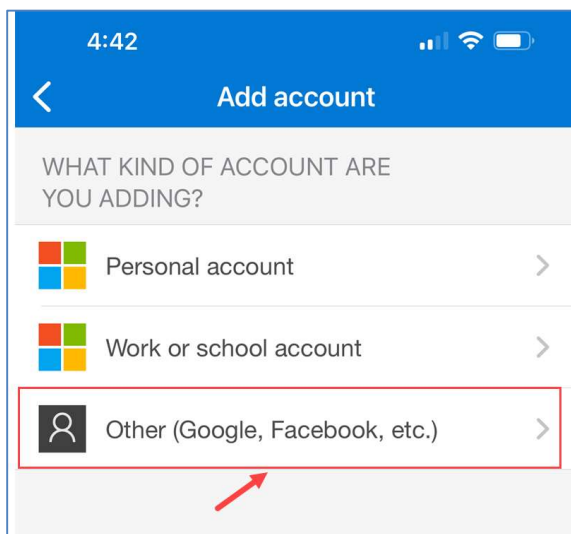 4:42
Add account
WHAT KIND OF ACCOUNT ARE
YOU ADDING?
Personal account
Work or school account
Other (Google, Facebook, etc.)